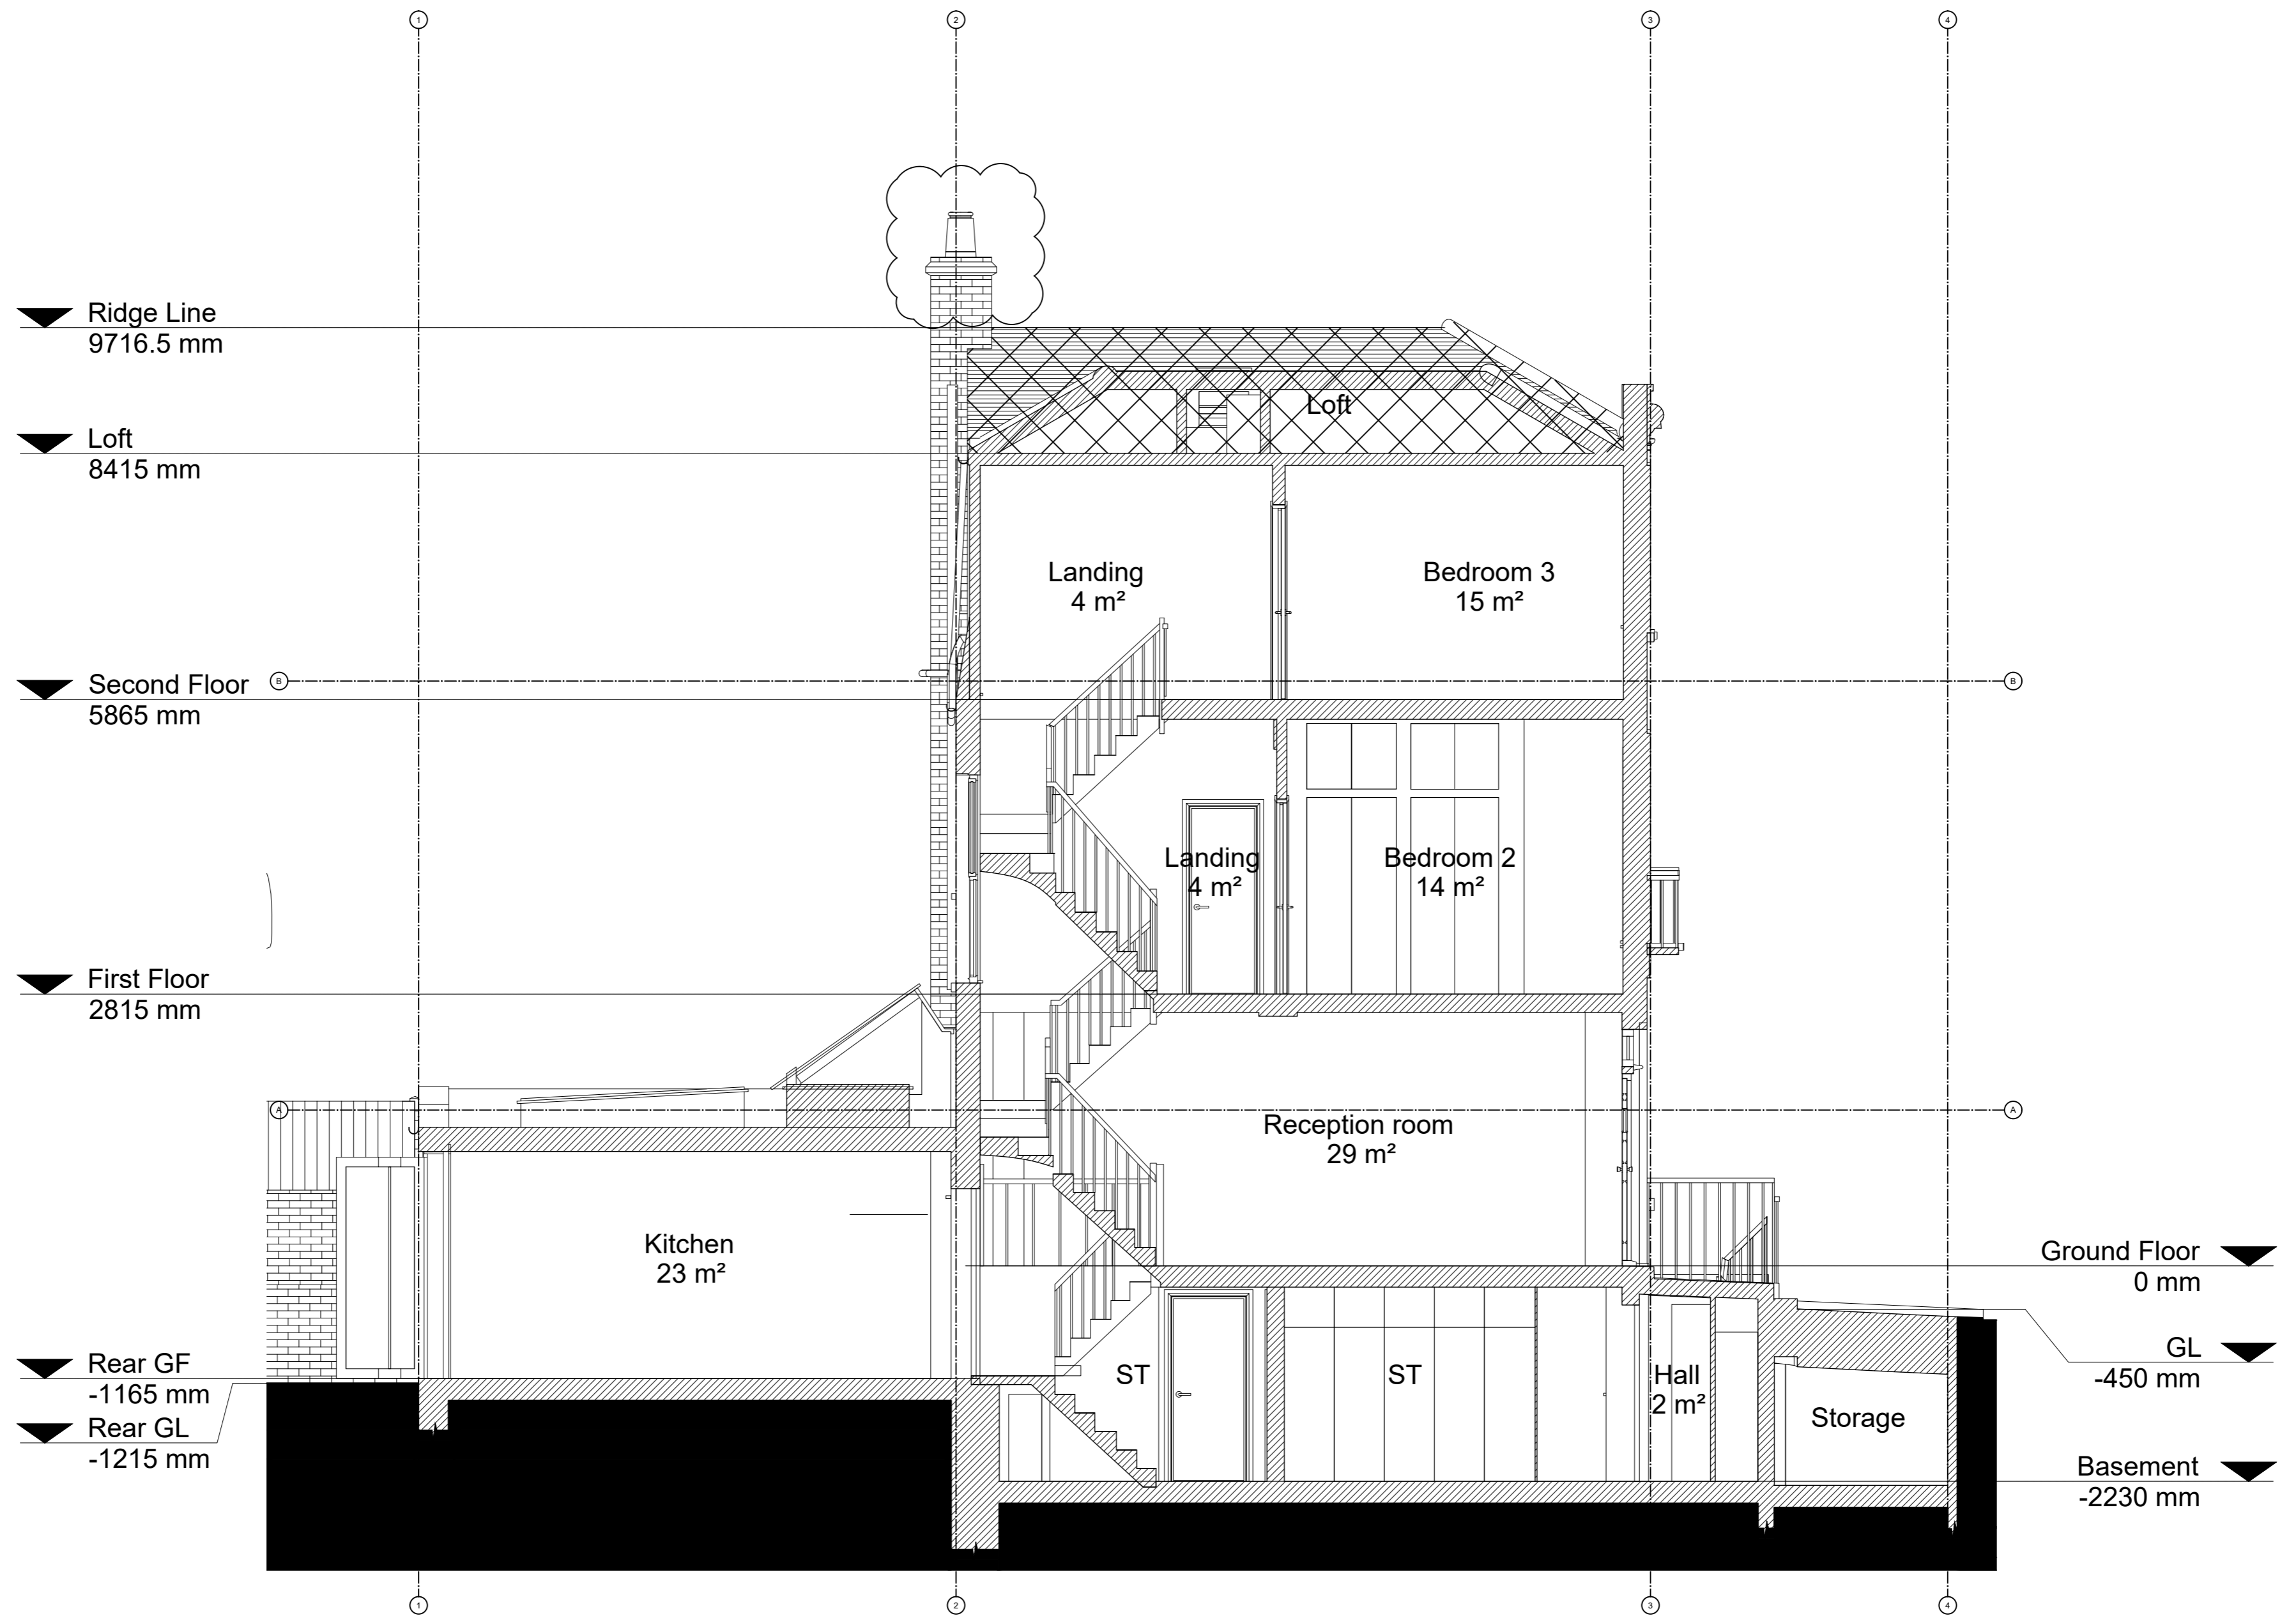 1
2
3
4
Ridge Line
9716.5 mm
Loft
Loft
8415 mm
Landing
4 m²
Bedroom 3
15 m²
Second Floor
5865 mm
B
B
Landing
4 m²
Bedroom 2
14 m²
First Floor
2815 mm
A
A
Reception room
29 m²
Kitchen
23 m²
Ground Floor
0 mm
Rear GF
-1165 mm
Rear GL
-1215 mm
ST
ST
Hall
2 m²
Storage
GL
-450 mm
Basement
-2230 mm
1
2
3
4